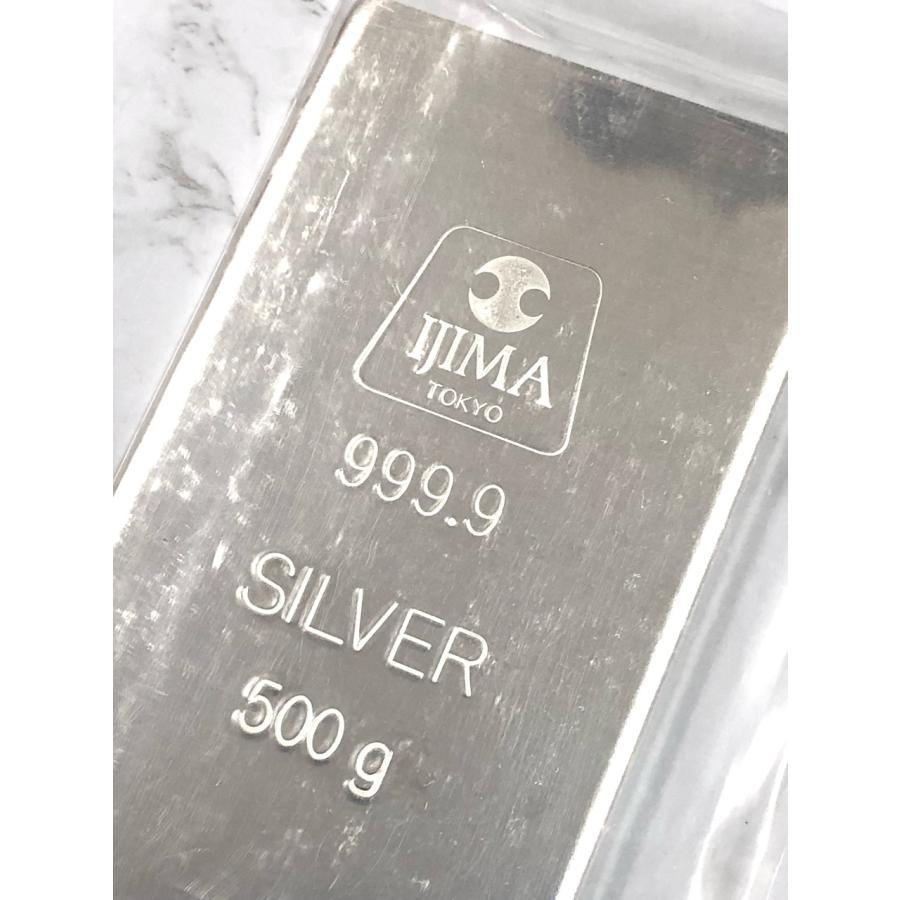 IJIMA
TOKYO
999.9
SILVER
500 g